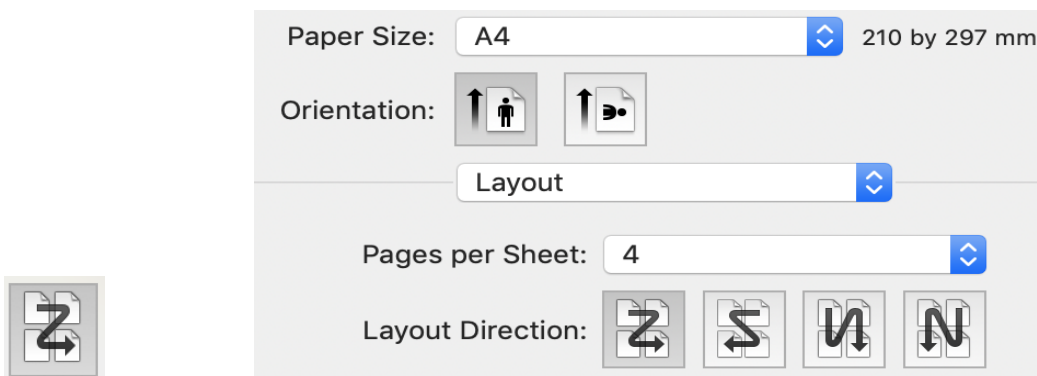 Paper Size: A4 210 by 297 mm
Orientation:
Layout
Pages per Sheet: 4
Layout Direction: